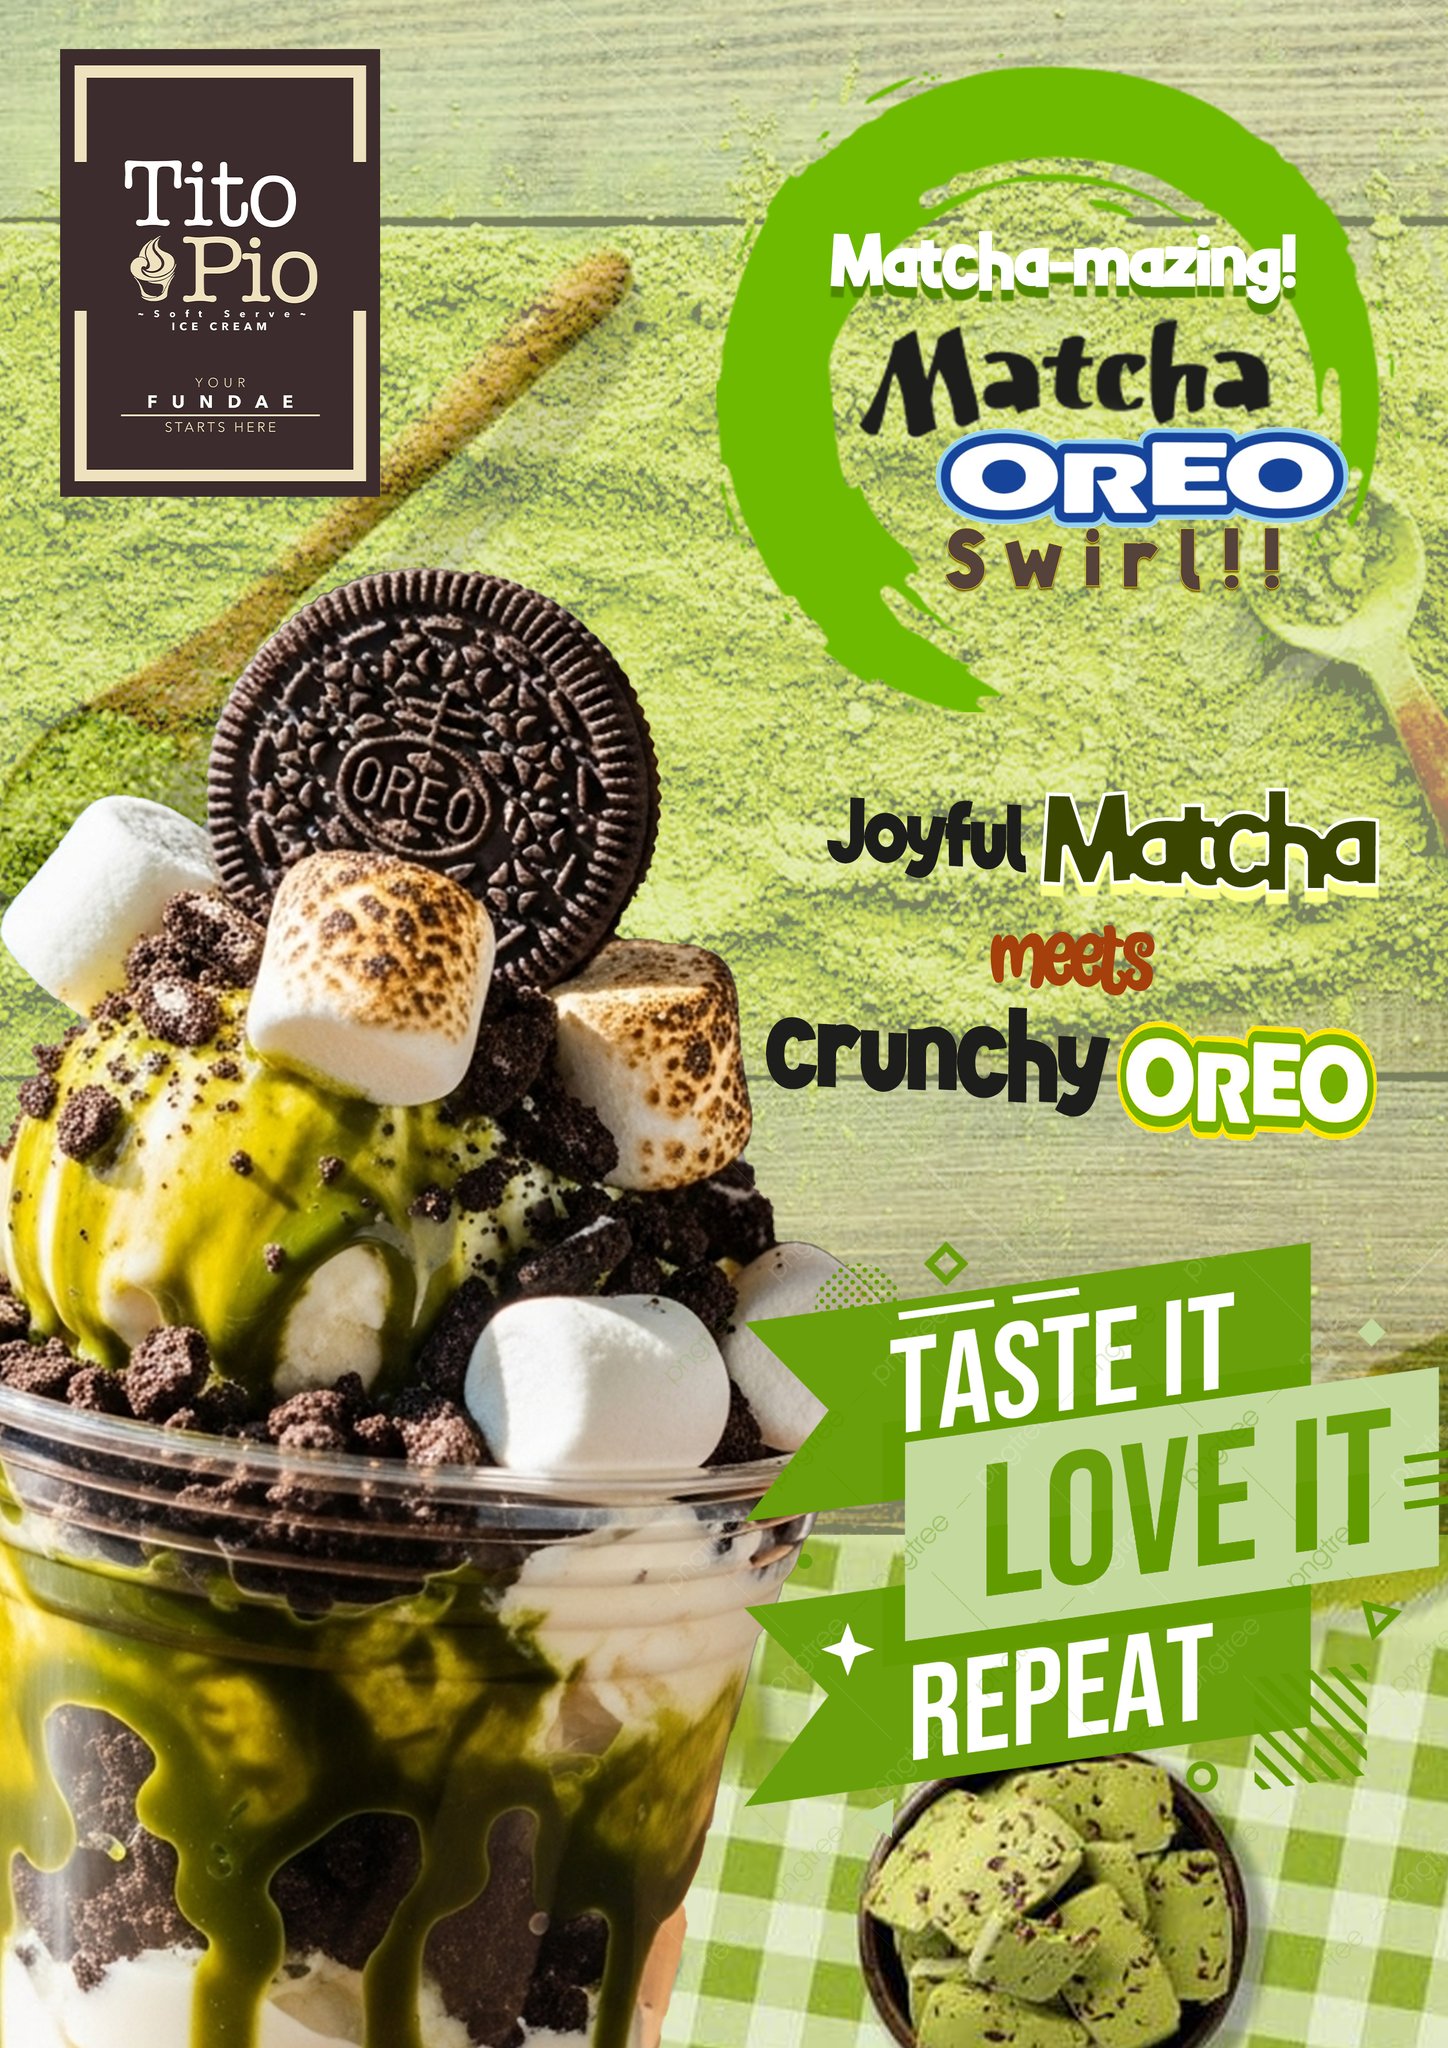 Tito
Pio
~Soft Serve~
ICE CREAM
YOUR
FUNDAE
STARTS HERE
Matcha-mazing!
Matcha
OREO
Swirl!!
OREO
Joyful Matcha
meets
crunchy OREO
TASTE IT
LOVE IT
REPEAT
pngtree